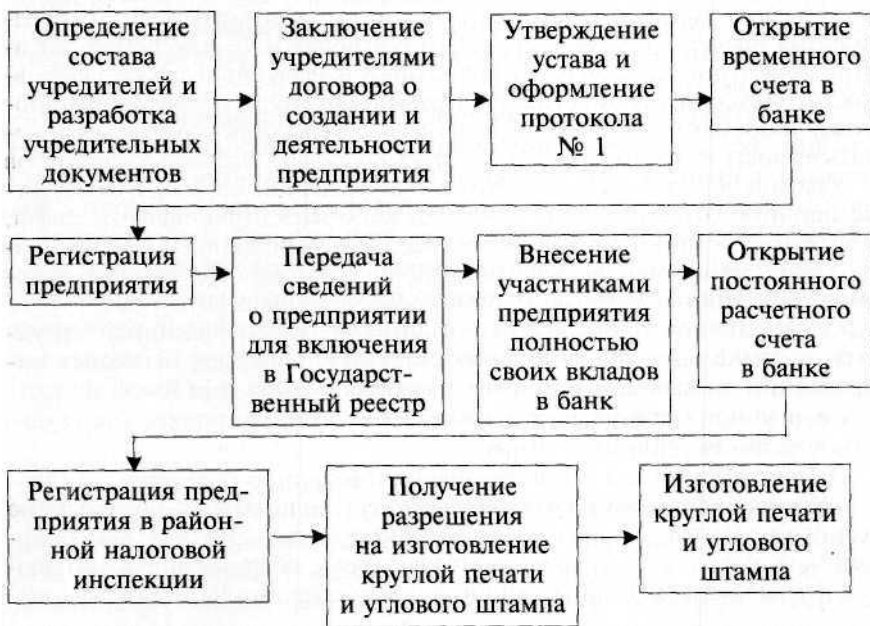 Определение
состава
учредителей и
разработка
учредительных
документов
Заключение
учредителями
договора о
создании и
деятельности
предприятия
Утверждение
устава и
оформление
протокола
№ 1
Открытие
временного
счета в
банке
Регистрация
предприятия
Передача
сведений
о предприятии
для включения
в Государст-
венный реестр
Внесение
участниками
предприятия
полностью
своих вкладов
в банк
Открытие
постоянного
расчетного
счета
в банке
Регистрация пред-
приятия в район-
ной налоговой
инспекции
Получение
разрешения
на изготовление
круглой печати
и углового штампа
Изготовление
круглой печати
и углового
штампа